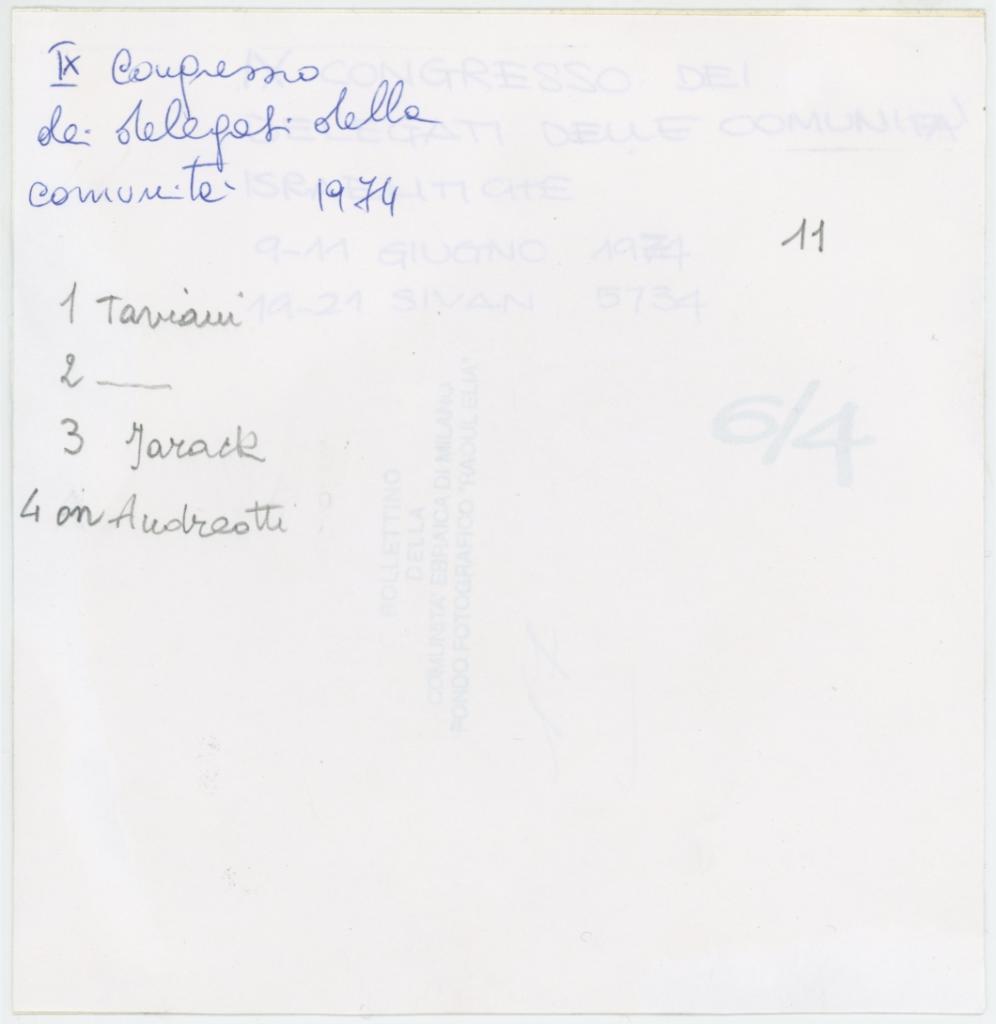 IX Congresso
dei delegati della
comunità 1974
11
1 Taviani
2 —
3 Jarach
4 on Andreotti
IX CONGRESSO DEI
DELEGATI DELLE COMUNITA'
ISRAELITICHE
9-11 GIUGNO 1974
19-21 SIVAN 5734
6/4
BOLLETTINO
DELLA
COMUNITA' EBRAICA DI MILANO
FONDO FOTOGRAFICO "RAOUL ELIA"